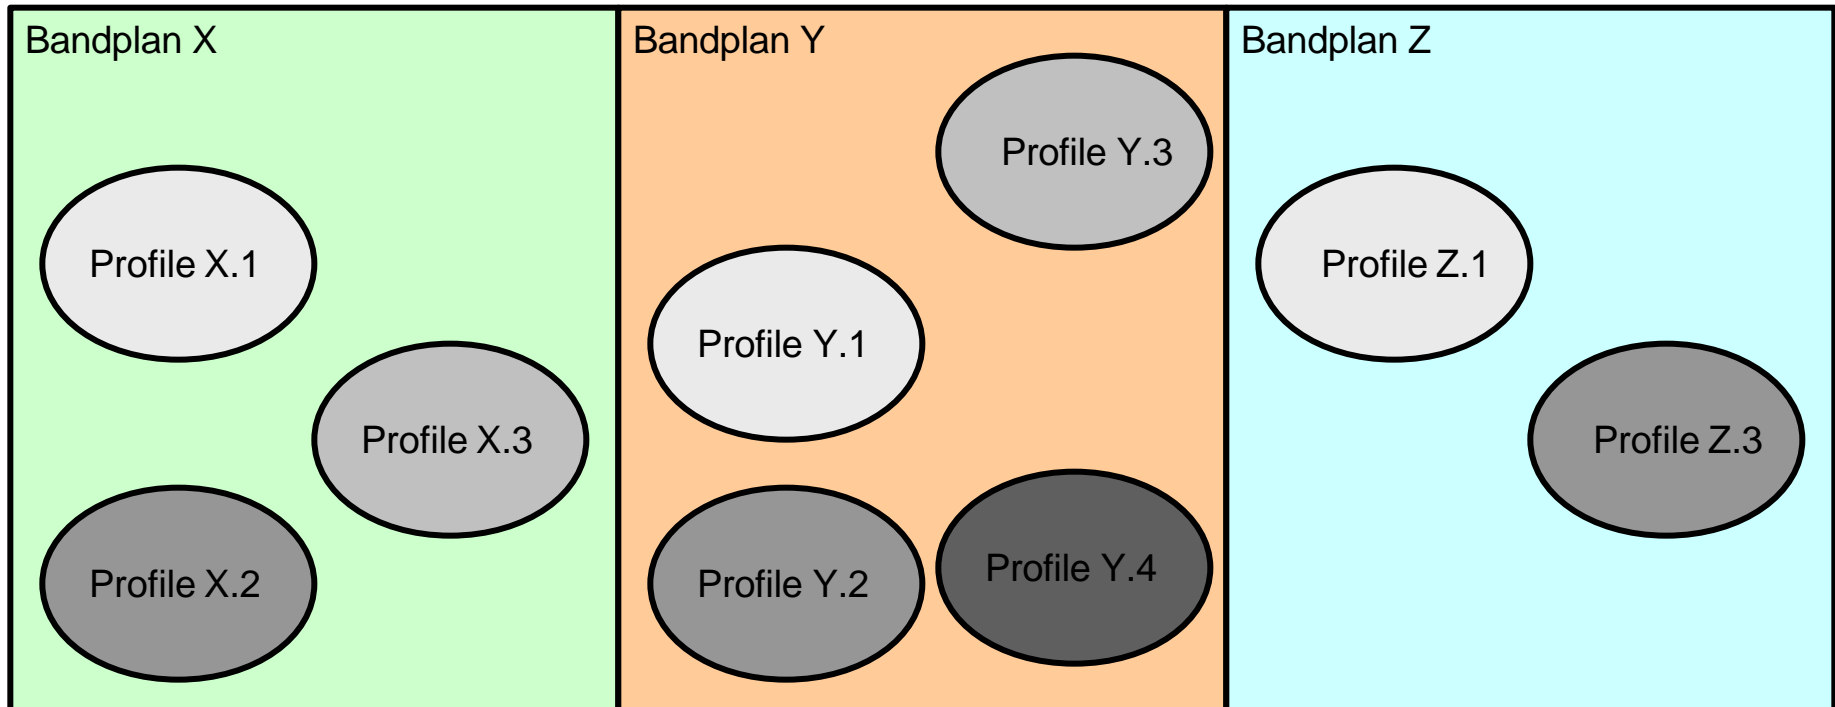 Bandplan X
Profile X.1
Profile X.3
Profile X.2
Bandplan Y
Profile Y.3
Profile Y.1
Profile Y.4
Profile Y.2
Bandplan Z
Profile Z.1
Profile Z.3